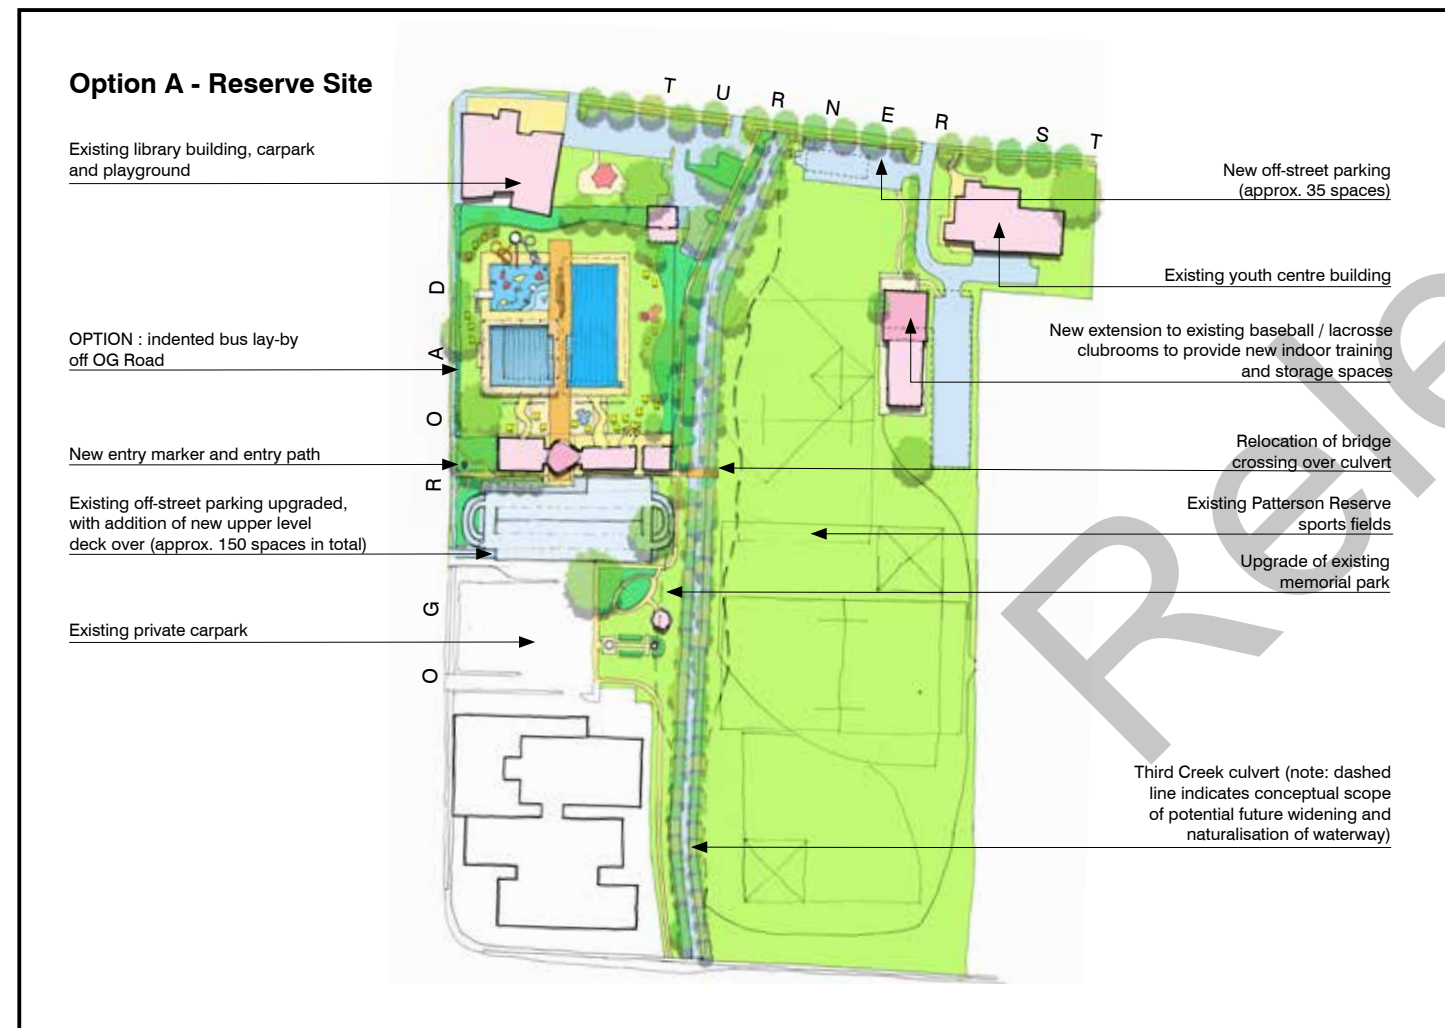 Option A - Reserve Site
T U R N E R S T
Existing library building, carpark
and playground
OPTION : indented bus lay-by
off OG Road
New entry marker and entry path
Existing off-street parking upgraded,
with addition of new upper level
deck over (approx. 150 spaces in total)
Existing private carpark
O G R O A D
New off-street parking
(approx. 35 spaces)
Existing youth centre building
New extension to existing baseball / lacrosse
clubrooms to provide new indoor training
and storage spaces
Relocation of bridge
crossing over culvert
Existing Patterson Reserve
sports fields
Upgrade of existing
memorial park
Third Creek culvert (note: dashed
line indicates conceptual scope
of potential future widening and
naturalisation of waterway)
Rele